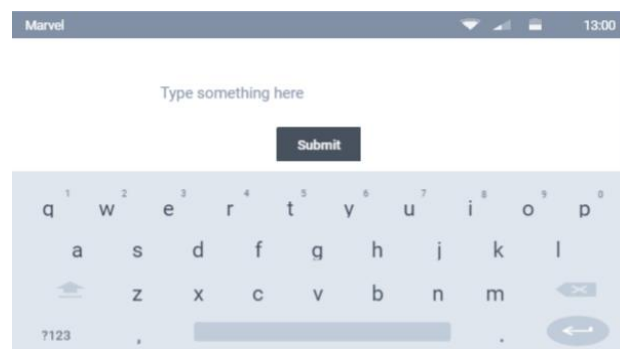 Marvel 13:00
Type something here
Submit
1 2 3 4 5 6 7 8 9 0
q w e r t y u i o p
a s d f g h j k l
z x c v b n m
?123 , .